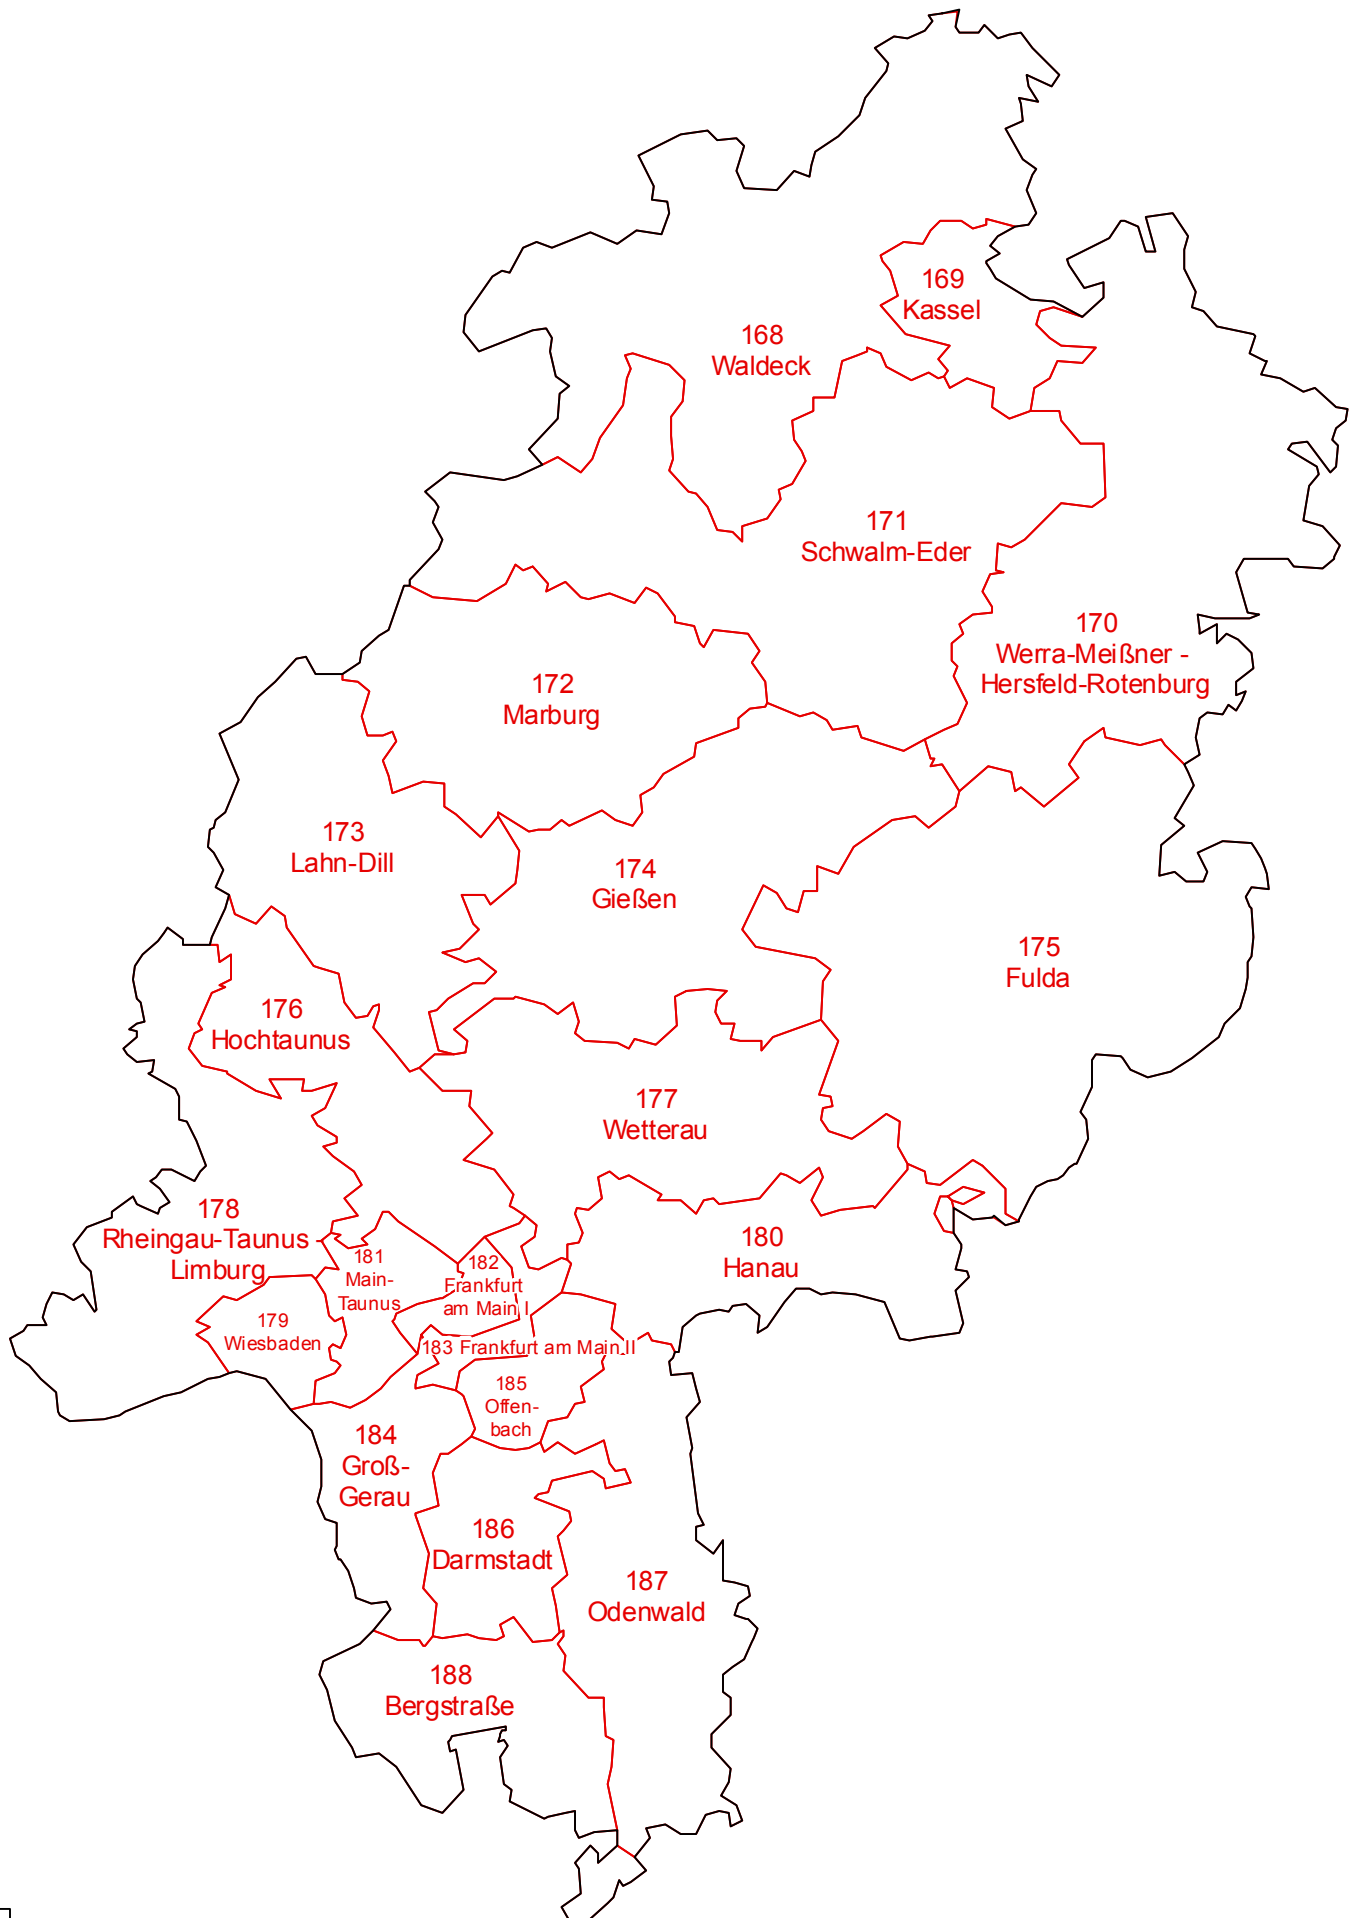 169
Kassel
168
Waldeck
171
Schwalm-Eder
170
Werra-Meißner -
Hersfeld-Rotenburg
172
Marburg
173
Lahn-Dill
174
Gießen
175
Fulda
176
Hochtaunus
177
Wetterau
178
Rheingau-Taunus -
Limburg
180
Hanau
181
Main-
Taunus
182
Frankfurt
am Main I
179
Wiesbaden
183 Frankfurt am Main II
185
Offen-
bach
184
Groß-
Gerau
186
Darmstadt
187
Odenwald
188
Bergstraße